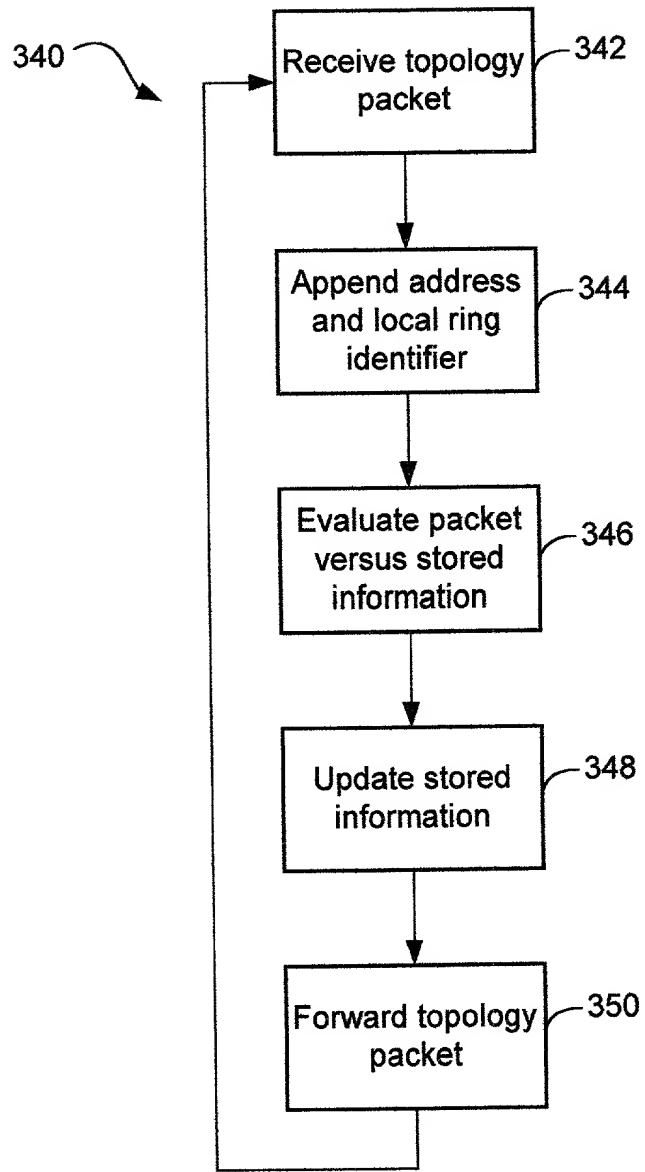 340
Receive topology
packet
342
Append address
and local ring
identifier
344
Evaluate packet
versus stored
information
346
Update stored
information
348
Forward topology
packet
350